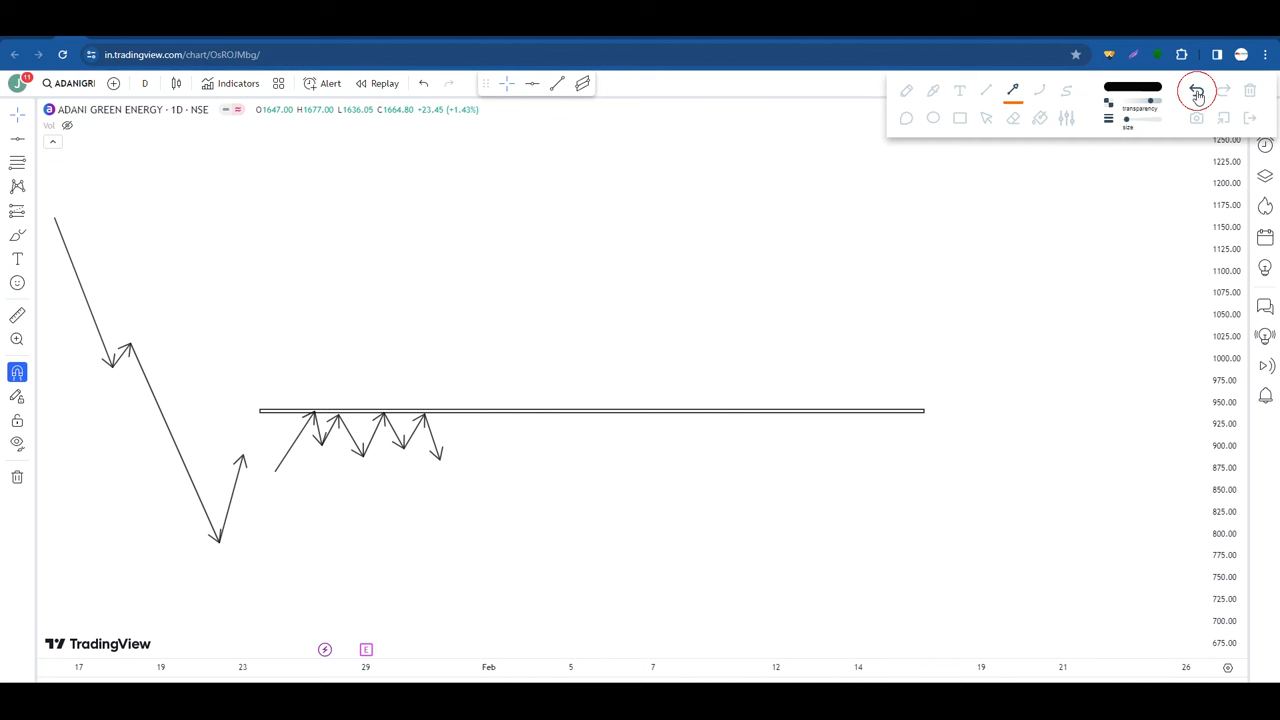 in.tradingview.com/chart/OsROJMbg/
11
ADANIGRI
D
Indicators
Alert
Replay
T
transparency
size
ADANI GREEN ENERGY · 1D · NSE
O1647.00 H1677.00 L1636.05 C1664.80 +23.45 (+1.43%)
Vol
1250.00
1225.00
1200.00
1175.00
1150.00
1125.00
1100.00
1075.00
1050.00
1025.00
1000.00
975.00
950.00
925.00
900.00
875.00
850.00
825.00
800.00
775.00
750.00
725.00
700.00
675.00
TradingView
E
17
19
23
29
Feb
5
7
12
14
19
21
26